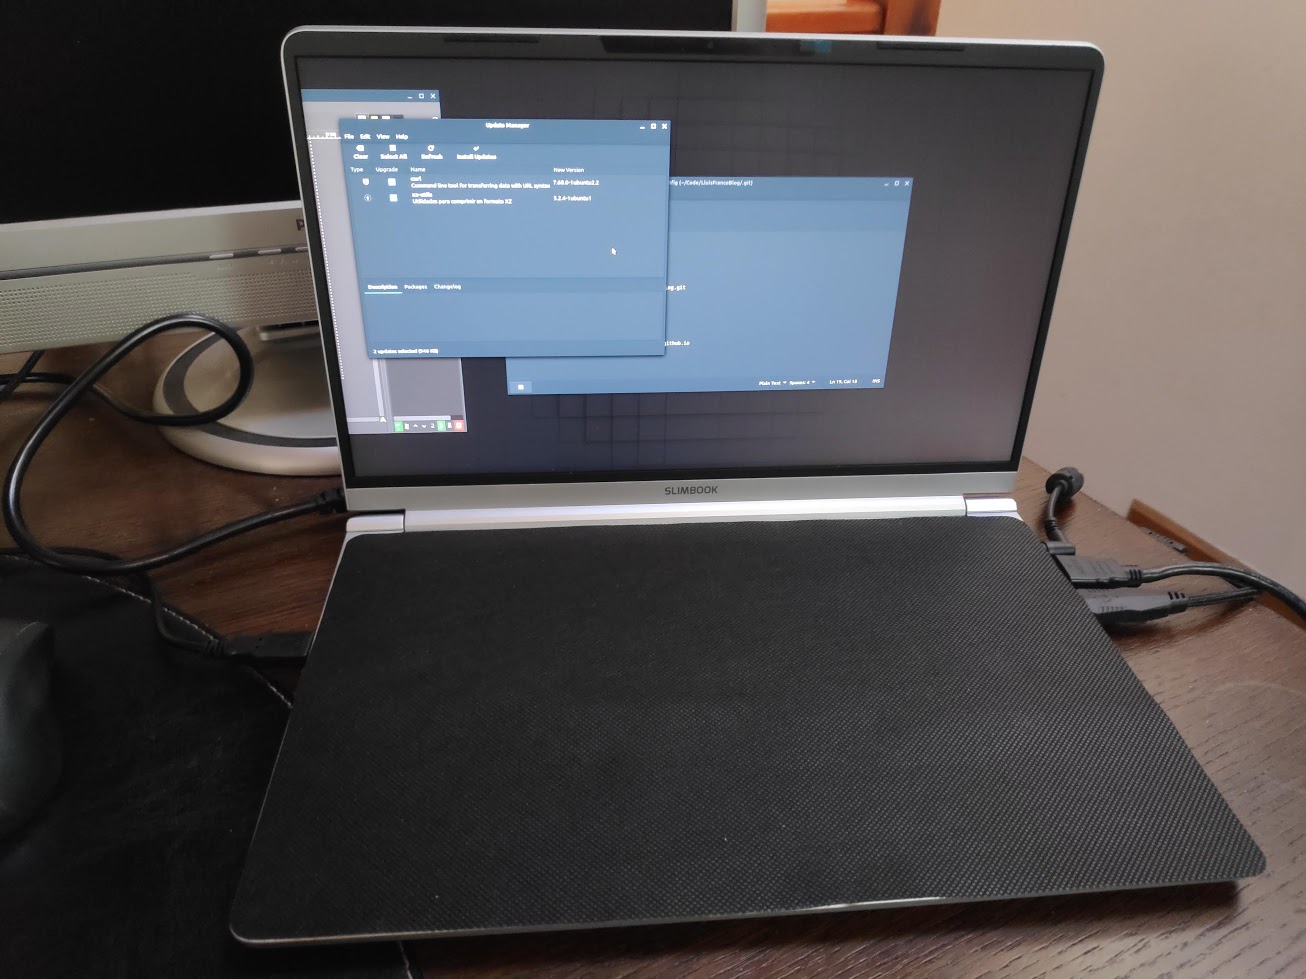 Update Manager
File Edit View Help
Clear Select All Refresh Install Updates
Type Upgrade Name New Version
curl
Command line tool for transferring data with URL syntax 7.68.0-1ubuntu2.2
xz-utils
Utilidades para comprimir en formato XZ 5.2.4-1ubuntu1
Description Packages Changelog
2 updates selected (546 KB)
nfig (~/Code/LluisFrancoBlog/.git)
og.git
github.io
Plain Text Spaces: 4 Ln 15, Col 18 INS
SLIMBOOK